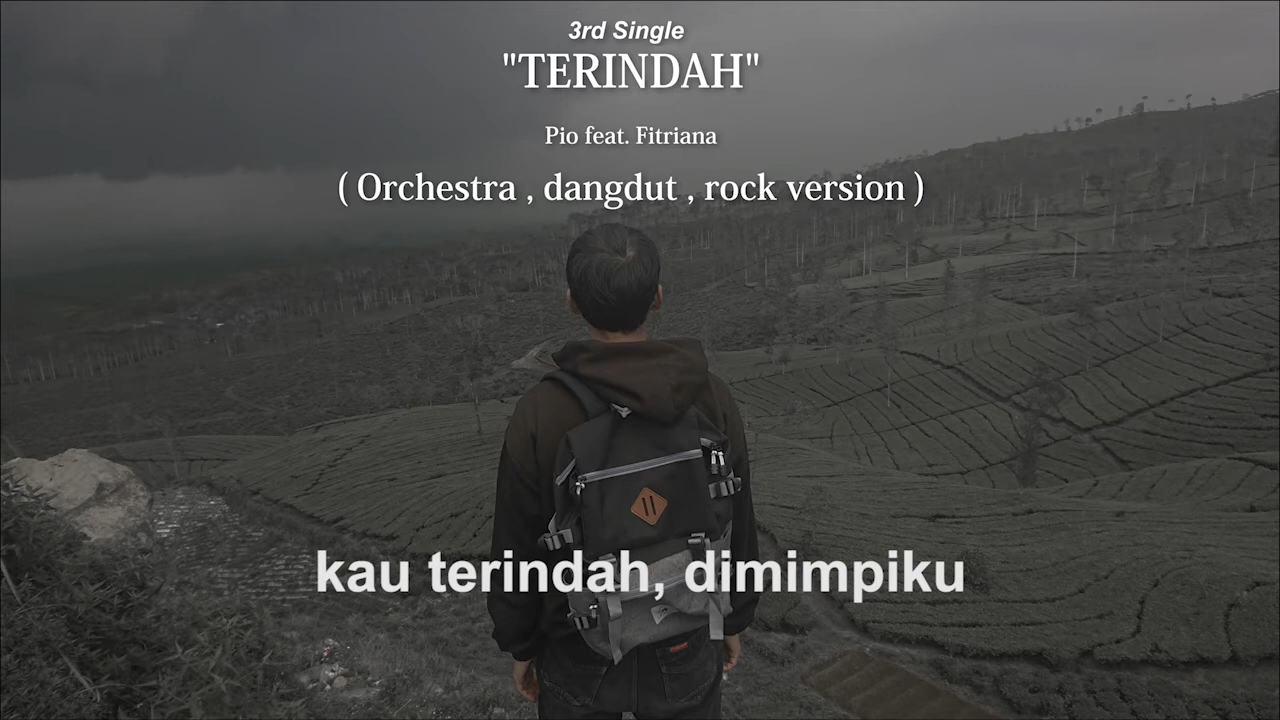 3rd Single
"TERINDAH"
Pio feat. Fitriana
( Orchestra , dangdut , rock version )
kau terindah, dimimpiku